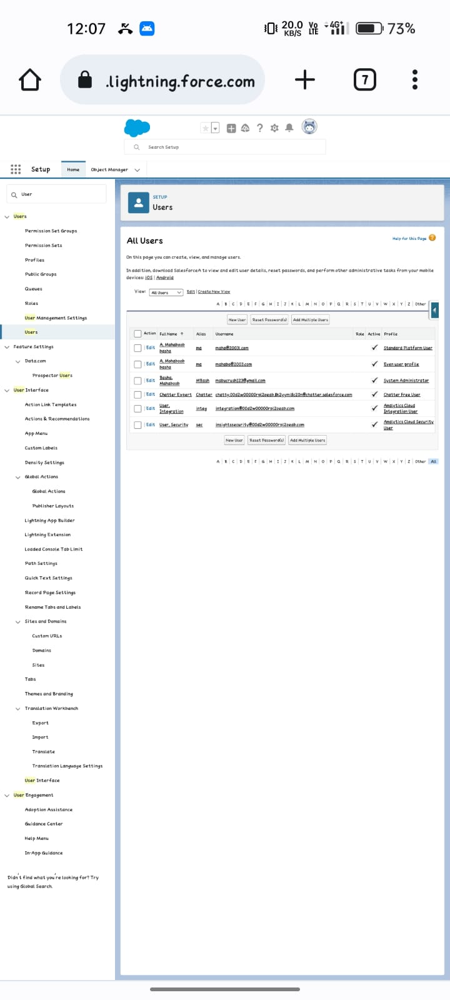 12:07
20.0 KB/S
Vo LTE
4G+
73%
.lightning.force.com
7
Search Setup
Setup
Home
Object Manager
User
Users
Permission Set Groups
Permission Sets
Profiles
Public Groups
Queues
Roles
User Management Settings
Users
Feature Settings
Data.com
Prospector Users
User Interface
Action Link Templates
Actions & Recommendations
App Menu
Custom Labels
Density Settings
Global Actions
Global Actions
Publisher Layouts
Lightning App Builder
Lightning Extension
Loaded Console Tab Limit
Path Settings
Quick Text Settings
Record Page Settings
Rename Tabs and Labels
Sites and Domains
Custom URLs
Domains
Sites
Tabs
Themes and Branding
Translation Workbench
Export
Import
Translate
Translation Language Settings
User Interface
User Engagement
Adoption Assistance
Guidance Center
Help Menu
In-App Guidance
Didn't find what you're looking for? Try
using Global Search.
SETUP
Users
All Users
Help for this Page
On this page you can create, view, and manage users.
In addition, download SalesforceA to view and edit user details, reset passwords, and perform other administrative tasks from your mobile
devices: iOS | Android
View: All Users Edit | Create New View
A | B | C | D | E | F | G | H | I | J | K | L | M | N | O | P | Q | R | S | T | U | V | W | X | Y | Z | Other
New User Reset Password(s) Add Multiple Users
Action Full Name Alias Username Role Active Profile
Edit A, Mahaboob basha ma maha@2003l.com Standard Platform User
Edit A, Mohaboob basha ma mahabo@2003.com Even user profile
Edit Basha, Mahaboob MBash mabucrush123@gmail.com System Administrator
Edit Chatter Expert Chatter Chatter Free User
Edit User, Integration integ integration@00d2w00000rpl2oeab.com Analytics Cloud Integration User
Edit User, Security sec insightssecurity@00d2w00000rpl2oeab.com Analytics Cloud Security User
New User Reset Password(s) Add Multiple Users
A | B | C | D | E | F | G | H | I | J | K | L | M | N | O | P | Q | R | S | T | U | V | W | X | Y | Z | Other All